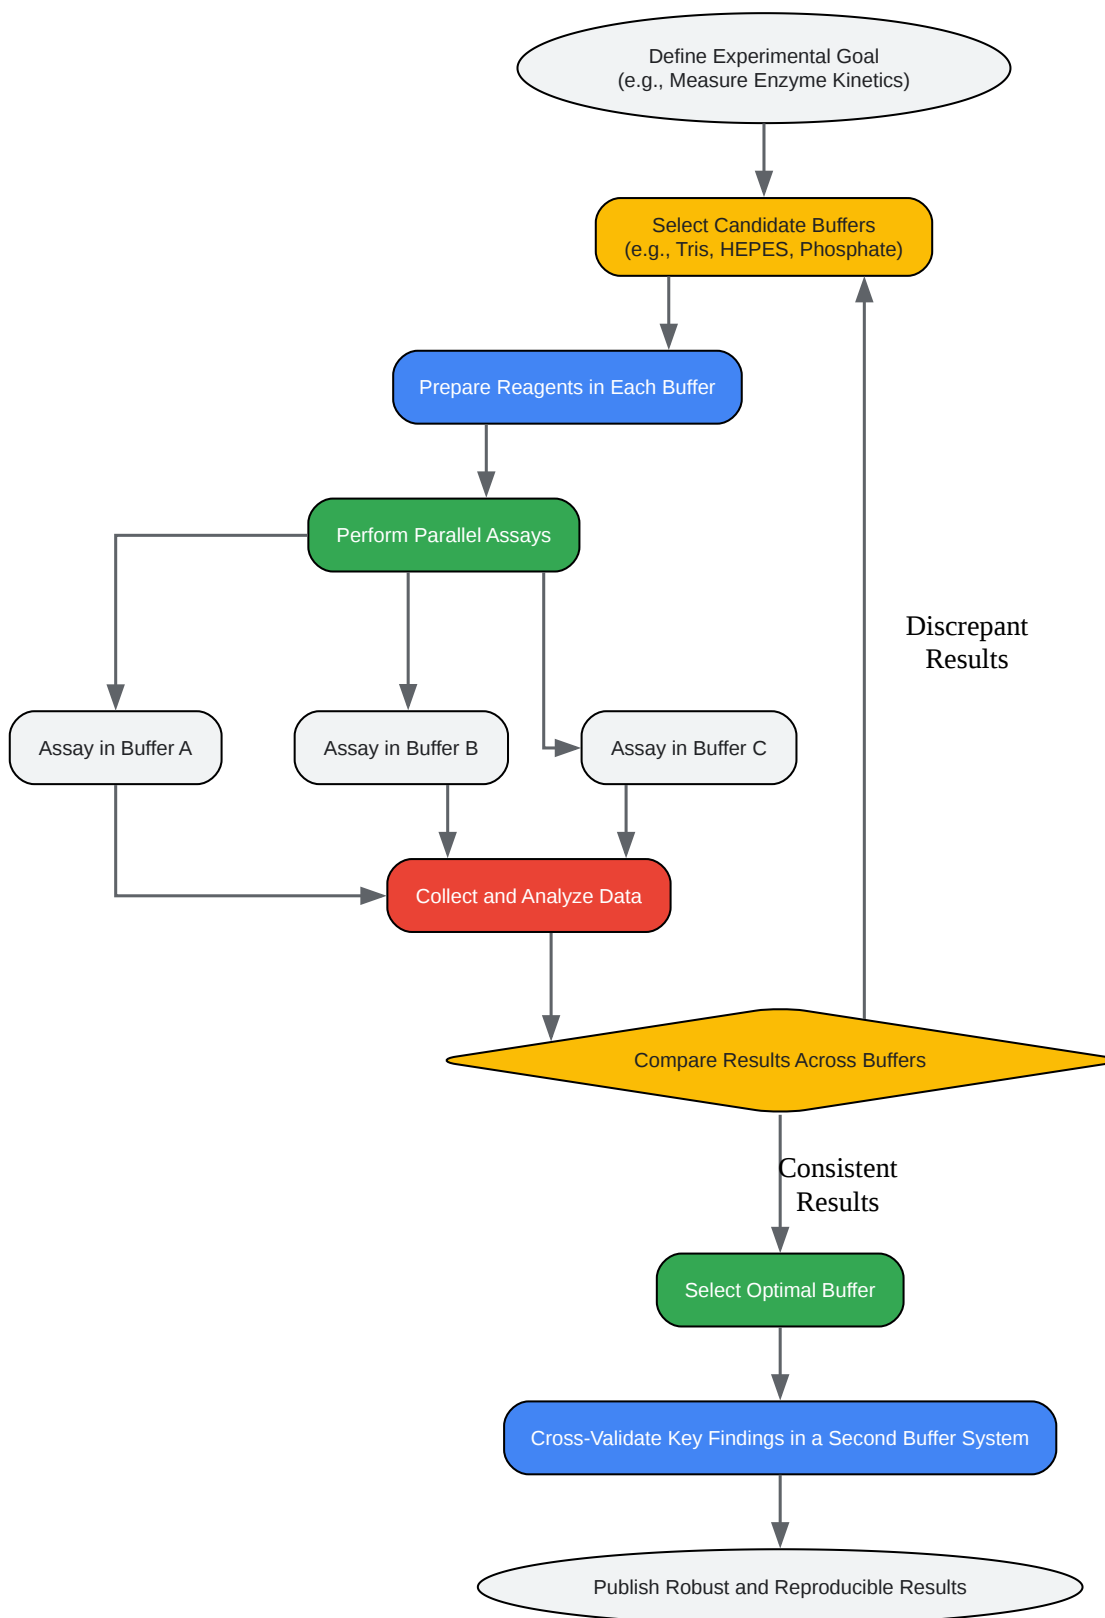 Define Experimental Goal
(e.g., Measure Enzyme Kinetics)
Select Candidate Buffers
(e.g., Tris, HEPES, Phosphate)
Prepare Reagents in Each Buffer
Perform Parallel Assays
Discrepant
Results
Assay in Buffer A
Assay in Buffer B
Assay in Buffer C
Collect and Analyze Data
Compare Results Across Buffers
Consistent
Results
Select Optimal Buffer
Cross-Validate Key Findings in a Second Buffer System
Publish Robust and Reproducible Results